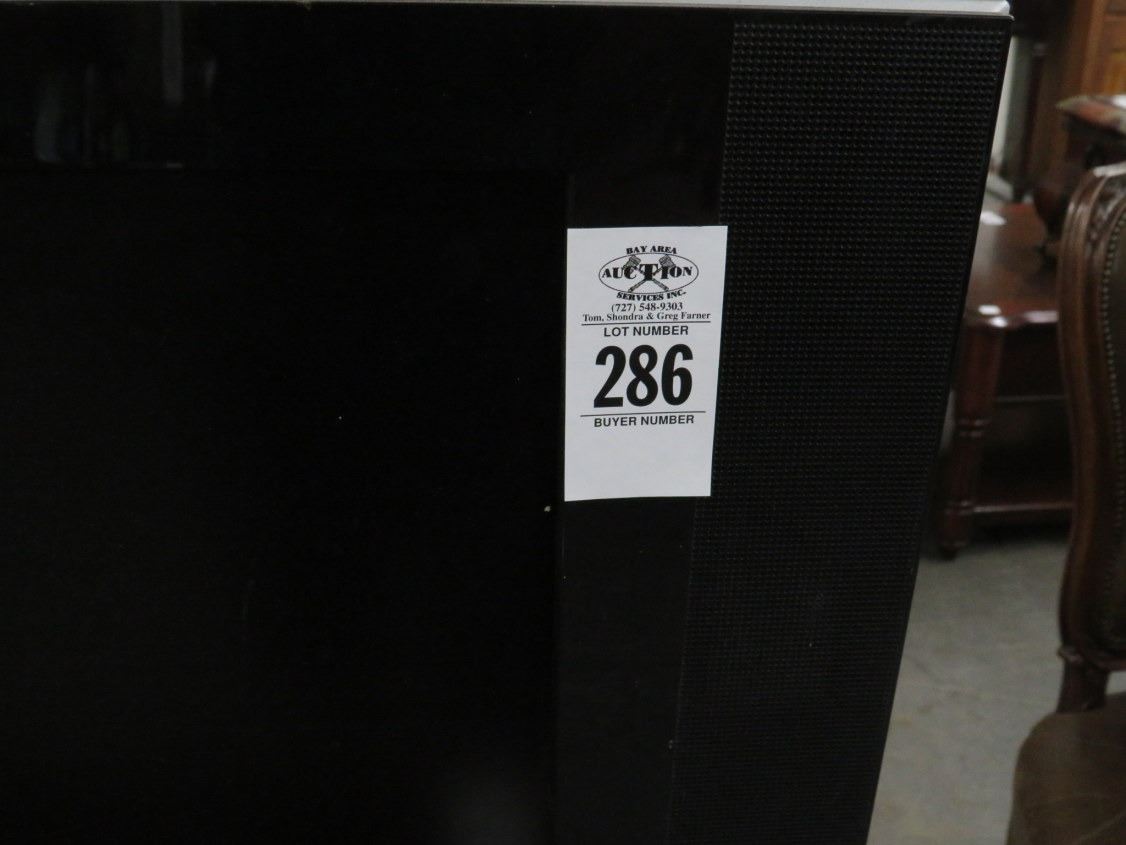 BAY AREA
AUCTION
SERVICES INC.
(727) 548-9303
Tom, Shondra & Greg Farner
LOT NUMBER
286
BUYER NUMBER